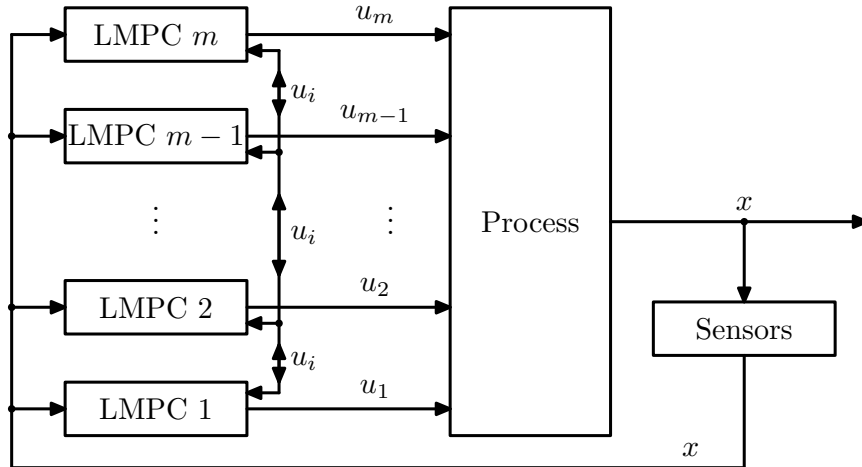 LMPC m
u_m
u_i
LMPC m − 1
u_{m−1}
⋮ ⋮
u_i
Process
x
LMPC 2
u_2
Sensors
u_i
LMPC 1
u_1
x